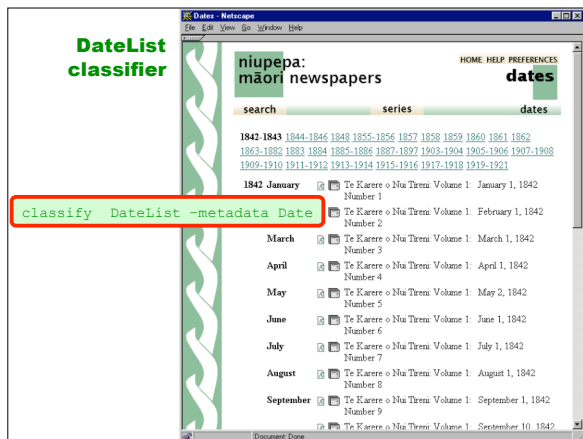 DateList
classifier
Dates - Netscape
File Edit View Go Window Help
niupepa:
māori newspapers
HOME HELP PREFERENCES
dates
search series dates
1842-1843 1844-1846 1848 1855-1856 1857 1858 1859 1860 1861 1862
1863-1882 1883 1884 1885-1886 1887-1897 1903-1904 1905-1906 1907-1908
1909-1910 1911-1912 1913-1914 1915-1916 1917-1918 1919-1921
1842 January Te Karere o Nui Tireni: Volume 1: January 1, 1842
Number 1
classify DateList -metadata Date
Te Karere o Nui Tireni: Volume 1: February 1, 1842
Number 2
March Te Karere o Nui Tireni: Volume 1: March 1, 1842
Number 3
April Te Karere o Nui Tireni: Volume 1: April 1, 1842
Number 4
May Te Karere o Nui Tireni: Volume 1: May 2, 1842
Number 5
June Te Karere o Nui Tireni: Volume 1: June 1, 1842
Number 6
July Te Karere o Nui Tireni: Volume 1: July 1, 1842
Number 7
August Te Karere o Nui Tireni: Volume 1: August 1, 1842
Number 8
September Te Karere o Nui Tireni: Volume 1: September 1, 1842
Number 9
Te Karere o Nui Tireni: Volume 1: September 10, 1842
Document: Done